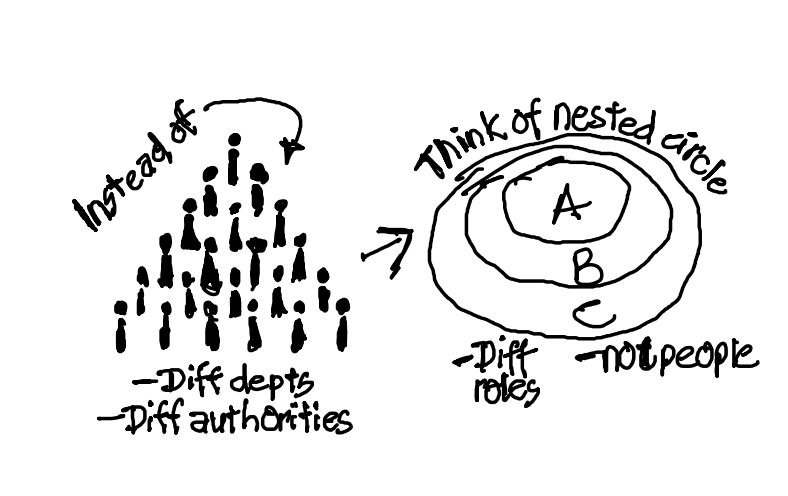 Instead of
- Diff depts
- Diff authorities
Think of nested circle
A
B
C
- Diff roles
- not people